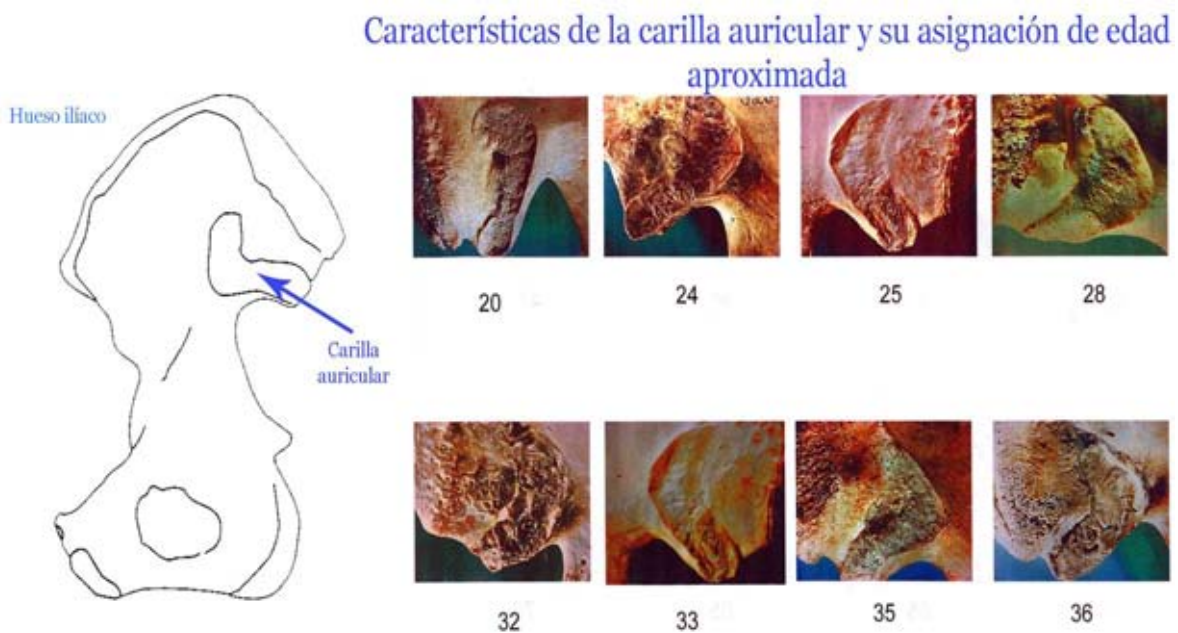 Características de la carilla auricular y su asignación de edad
aproximada
Hueso ilíaco
Carilla
auricular
20
24
25
28
32
33
35
36